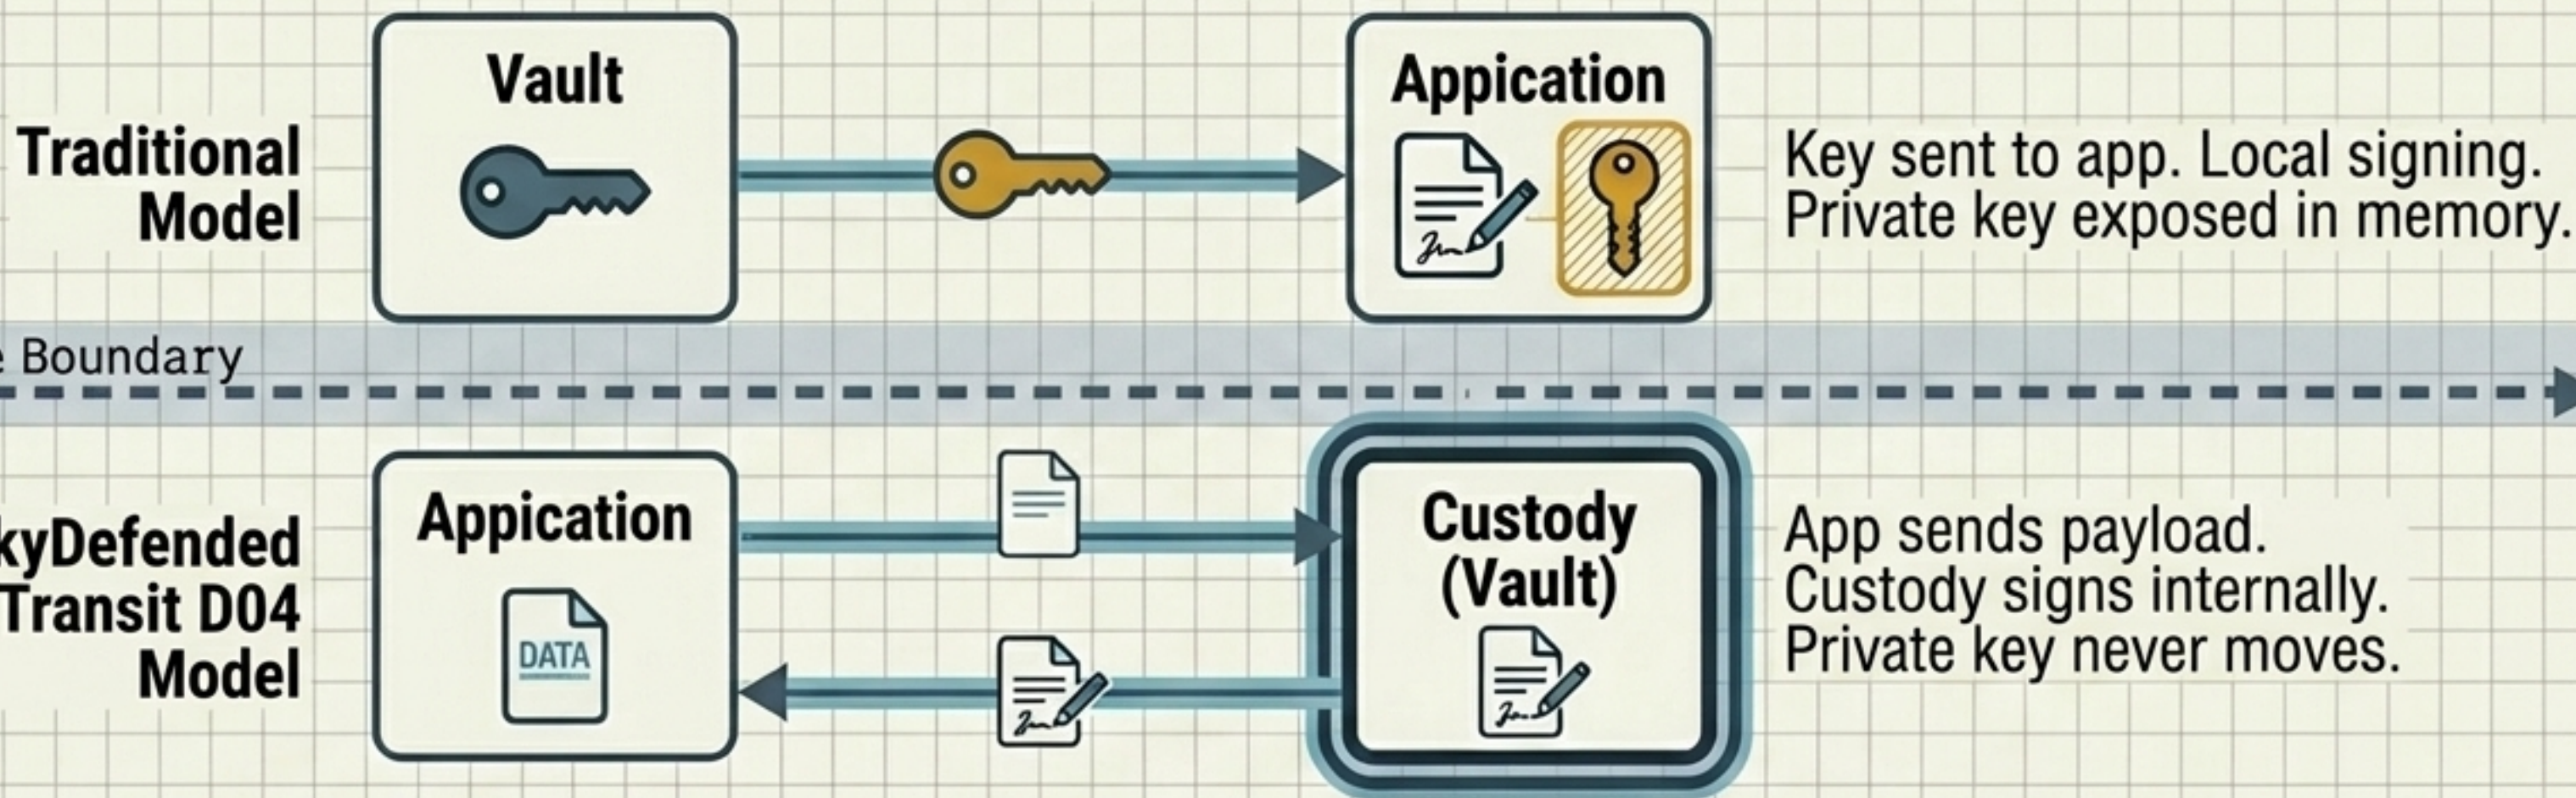 Vault
Appication
Traditional
Model
Key sent to app. Local signing.
Private key exposed in memory.
e Boundary
kyDefended
Transit D04
Model
Appication
DATA
Custody
(Vault)
App sends payload.
Custody signs internally.
Private key never moves.